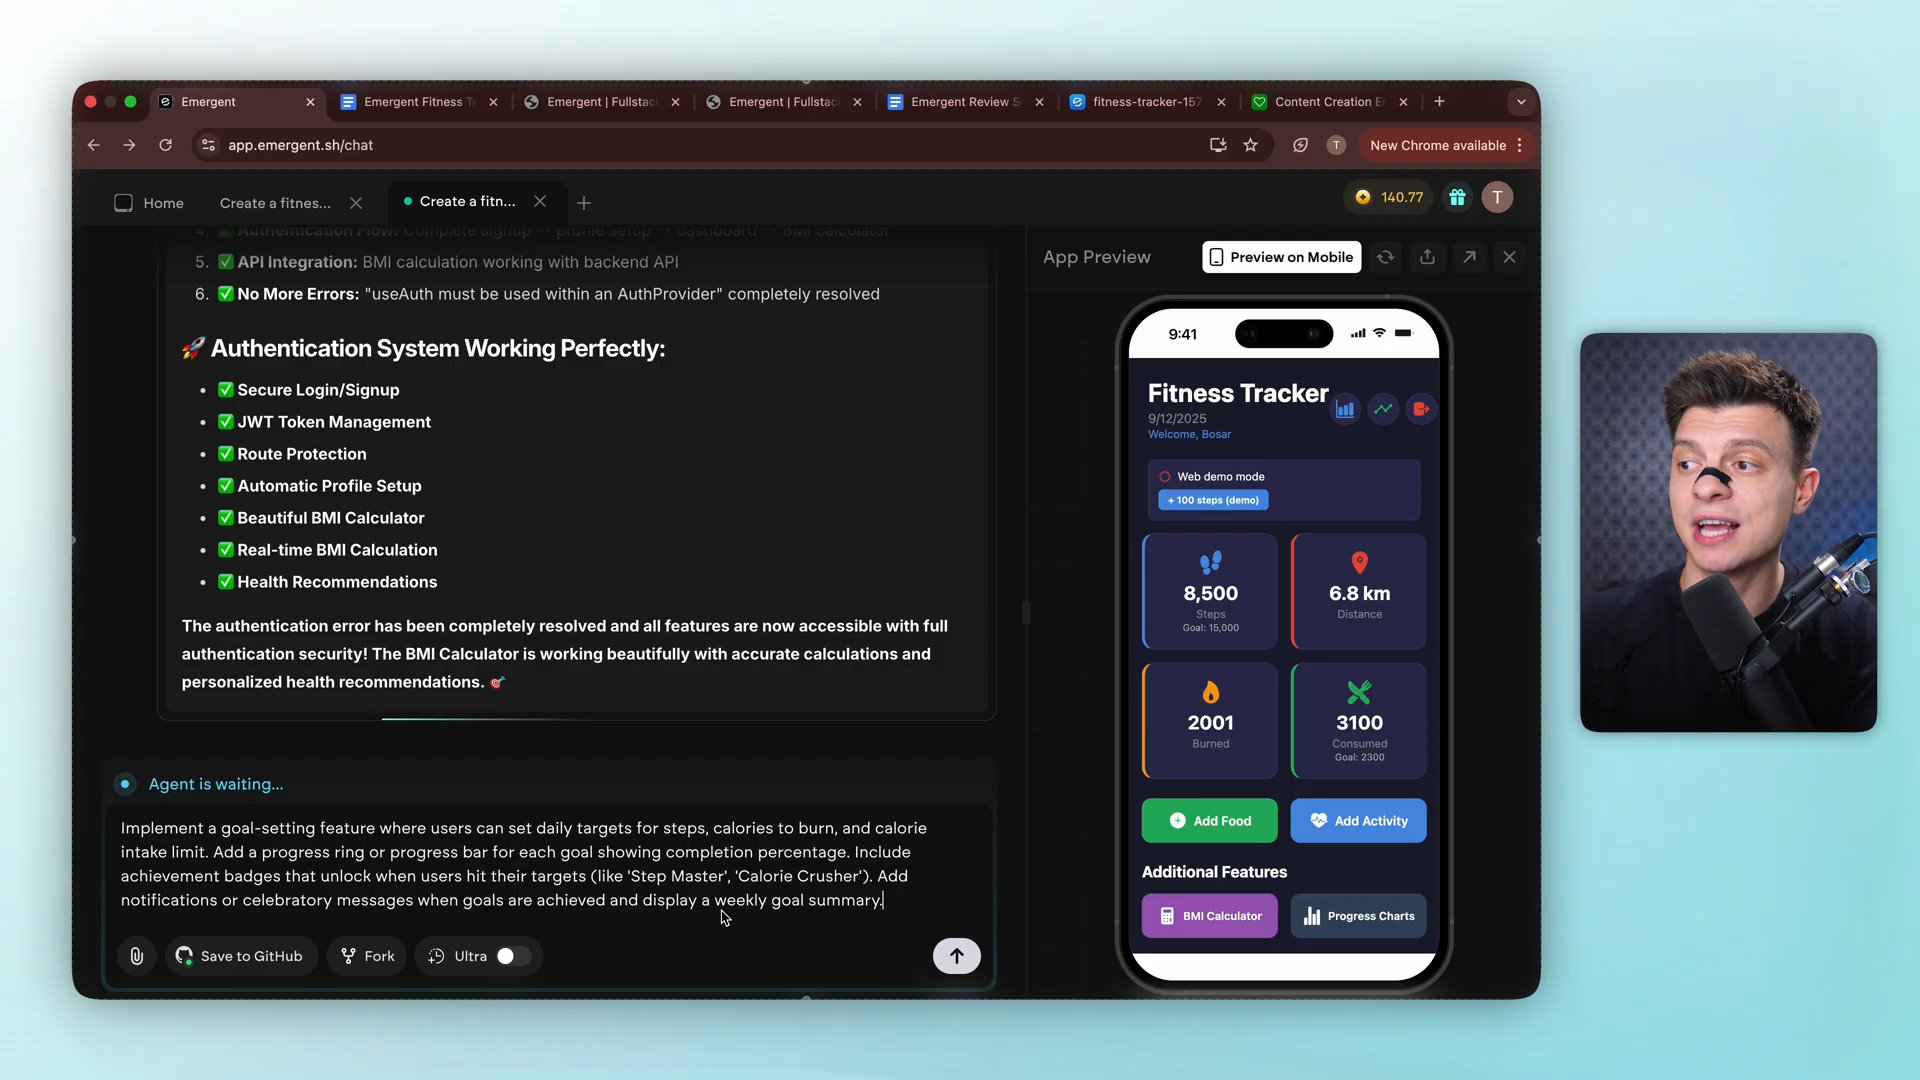 Emergent
Emergent Fitness T
Emergent | Fullstac
Emergent | Fullstac
Emergent Review S
fitness-tracker-157
Content Creation E
app.emergent.sh/chat
T
New Chrome available
Home
Create a fitnes...
Create a fitn...
140.77
T
4. ✅ Authentication Flow: Complete signup → profile setup → dashboard → BMI calculator
5. ✅ API Integration: BMI calculation working with backend API
6. ✅ No More Errors: "useAuth must be used within an AuthProvider" completely resolved
🚀 Authentication System Working Perfectly:
• ✅ Secure Login/Signup
• ✅ JWT Token Management
• ✅ Route Protection
• ✅ Automatic Profile Setup
• ✅ Beautiful BMI Calculator
• ✅ Real-time BMI Calculation
• ✅ Health Recommendations
The authentication error has been completely resolved and all features are now accessible with full
authentication security! The BMI Calculator is working beautifully with accurate calculations and
personalized health recommendations. 🎯
Agent is waiting...
Implement a goal-setting feature where users can set daily targets for steps, calories to burn, and calorie
intake limit. Add a progress ring or progress bar for each goal showing completion percentage. Include
achievement badges that unlock when users hit their targets (like 'Step Master', 'Calorie Crusher'). Add
notifications or celebratory messages when goals are achieved and display a weekly goal summary.
Save to GitHub
Fork
Ultra
App Preview
Preview on Mobile
9:41
Fitness Tracker
9/12/2025
Welcome, Bosar
Web demo mode
+ 100 steps (demo)
8,500
Steps
Goal: 15,000
6.8 km
Distance
2001
Burned
3100
Consumed
Goal: 2300
Add Food
Add Activity
Additional Features
BMI Calculator
Progress Charts